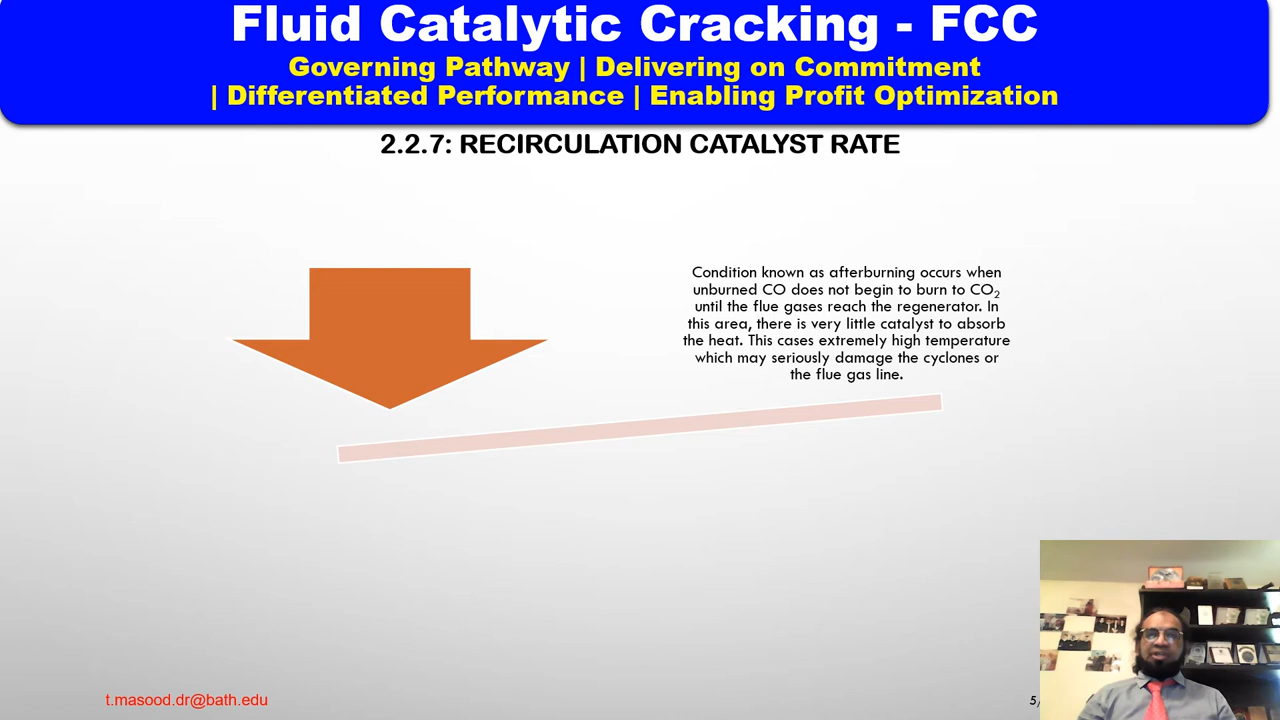 Fluid Catalytic Cracking - FCC
Governing Pathway | Delivering on Commitment
| Differentiated Performance | Enabling Profit Optimization
2.2.7: RECIRCULATION CATALYST RATE
Condition known as afterburning occurs when
unburned CO does not begin to burn to CO₂
until the flue gases reach the regenerator. In
this area, there is very little catalyst to absorb
the heat. This cases extremely high temperature
which may seriously damage the cyclones or
the flue gas line.
t.masood.dr@bath.edu
5/